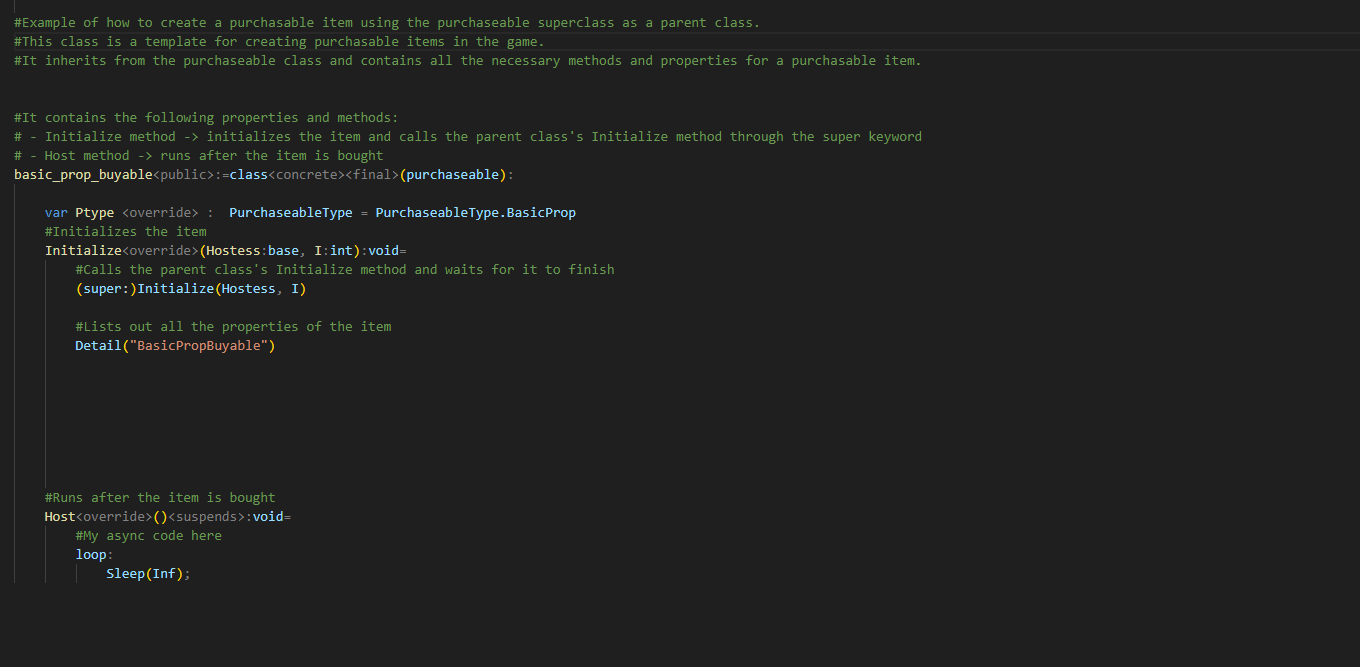 #Example of how to create a purchasable item using the purchaseable superclass as a parent class.
#This class is a template for creating purchasable items in the game.
#It inherits from the purchaseable class and contains all the necessary methods and properties for a purchasable item.
#It contains the following properties and methods:
# - Initialize method -> initializes the item and calls the parent class's Initialize method through the super keyword
# - Host method -> runs after the item is bought
basic_prop_buyable<public>:=class<concrete><final>(purchaseable):
var Ptype <override> :  PurchaseableType = PurchaseableType.BasicProp
#Initializes the item
Initialize<override>(Hostess:base, I:int):void=
#Calls the parent class's Initialize method and waits for it to finish
(super:)Initialize(Hostess, I)
#Lists out all the properties of the item
Detail("BasicPropBuyable")
#Runs after the item is bought
Host<override>()<suspends>:void=
#My async code here
loop:
Sleep(Inf);